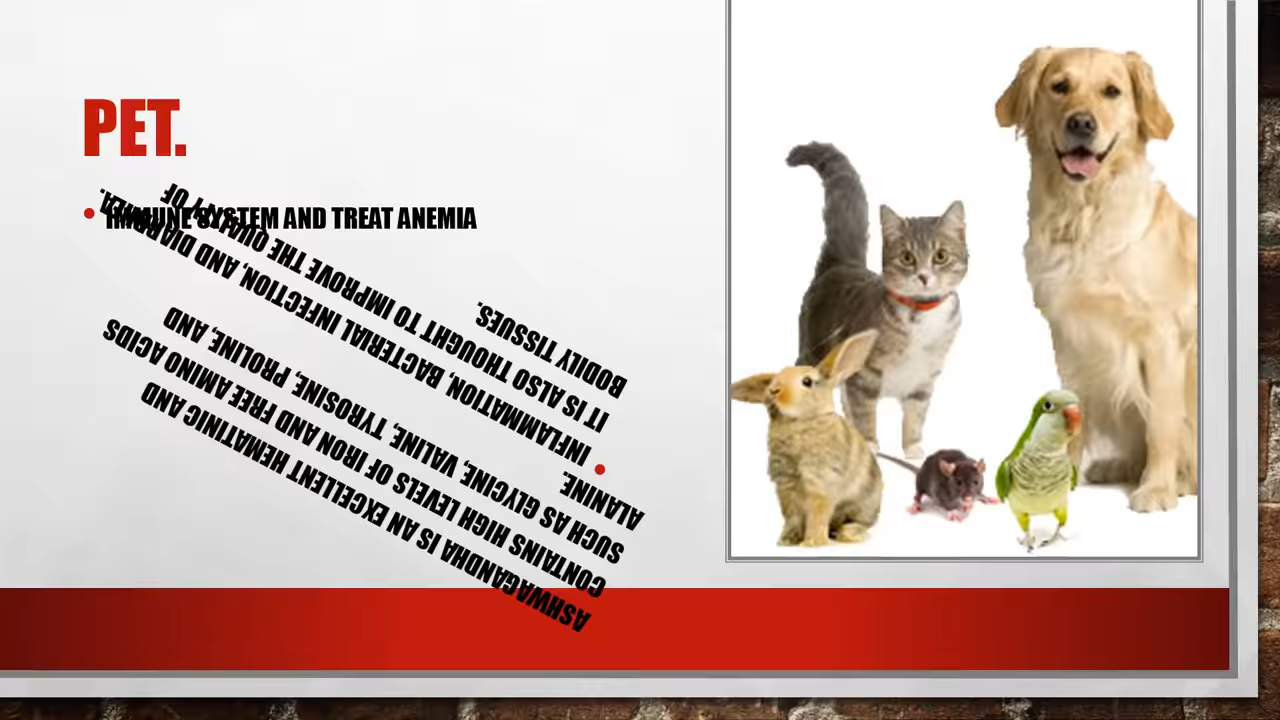 PET.
IMMUNE SYSTEM AND TREAT ANEMIA
ASHWAGANDHA IS AN EXCELLENT HEMATINIC AND
CONTAINS HIGH LEVELS OF IRON AND FREE AMINO ACIDS
SUCH AS GLYCINE, VALINE, TYROSINE, PROLINE, AND
ALANINE.
INFLAMMATION, BACTERIAL INFECTION, AND DIARRHEA.
IT IS ALSO THOUGHT TO IMPROVE THE QUALITY OF
BODILY TISSUES.